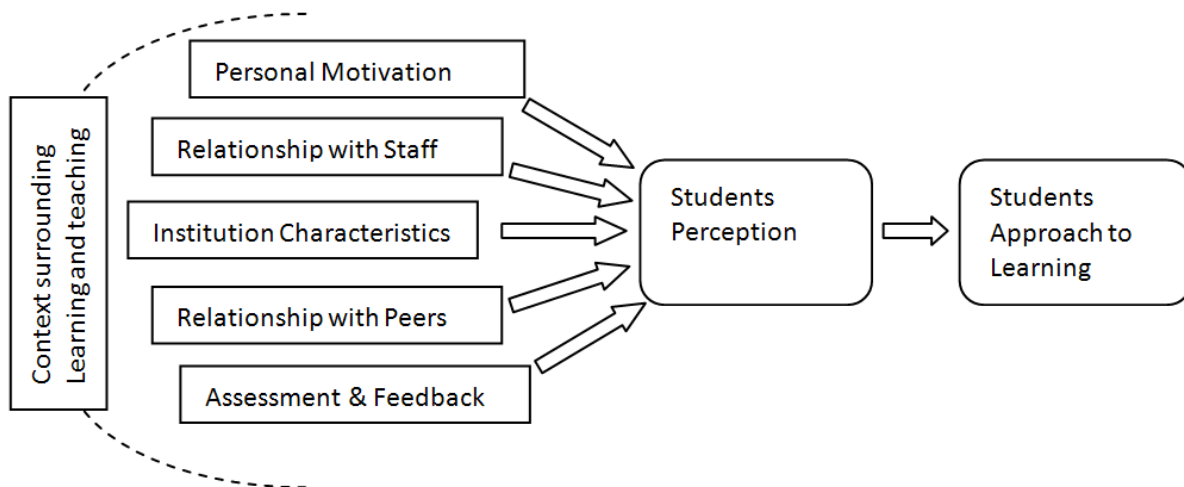 Context surrounding
Learning and teaching
Personal Motivation
Relationship with Staff
Institution Characteristics
Relationship with Peers
Assessment & Feedback
Students
Perception
Students
Approach to
Learning